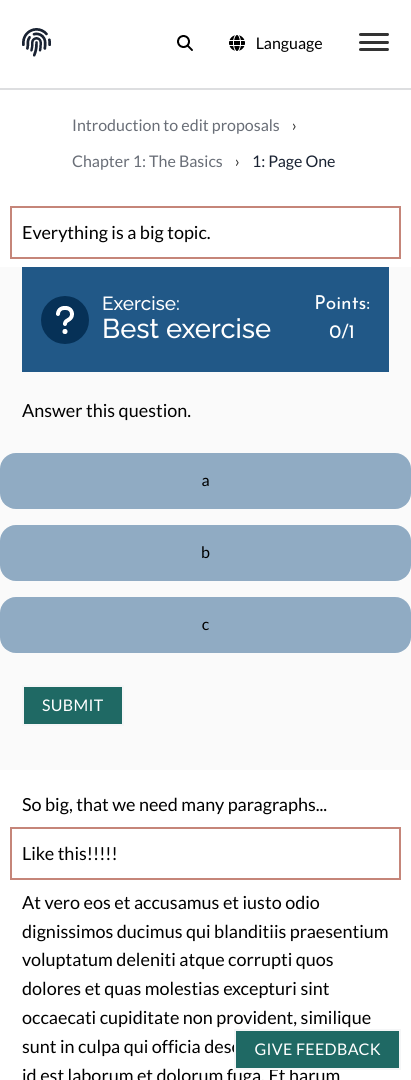 Language
Introduction to edit proposals ›
Chapter 1: The Basics › 1: Page One
Everything is a big topic.
?
Exercise:
Best exercise
Points:
0/1
Answer this question.
a
b
c
SUBMIT
So big, that we need many paragraphs...
Like this!!!!!
At vero eos et accusamus et iusto odio
dignissimos ducimus qui blanditiis praesentium
voluptatum deleniti atque corrupti quos
dolores et quas molestias excepturi sint
occaecati cupiditate non provident, similique
sunt in culpa qui officia
GIVE FEEDBACK
id est laborum et dolorum fuga. Et harum